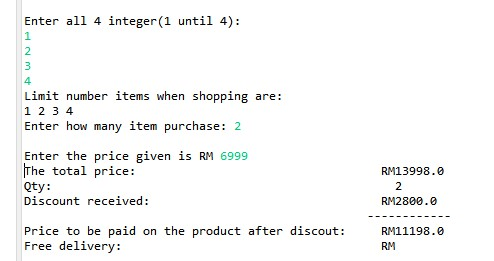 Enter all 4 integer(1 until 4):
1
2
3
4
Limit number items when shopping are:
1 2 3 4
Enter how many item purchase: 2
Enter the price given is RM 6999
The total price: RM13998.0
Qty: 2
Discount received: RM2800.0
------------
Price to be paid on the product after discout: RM11198.0
Free delivery: RM